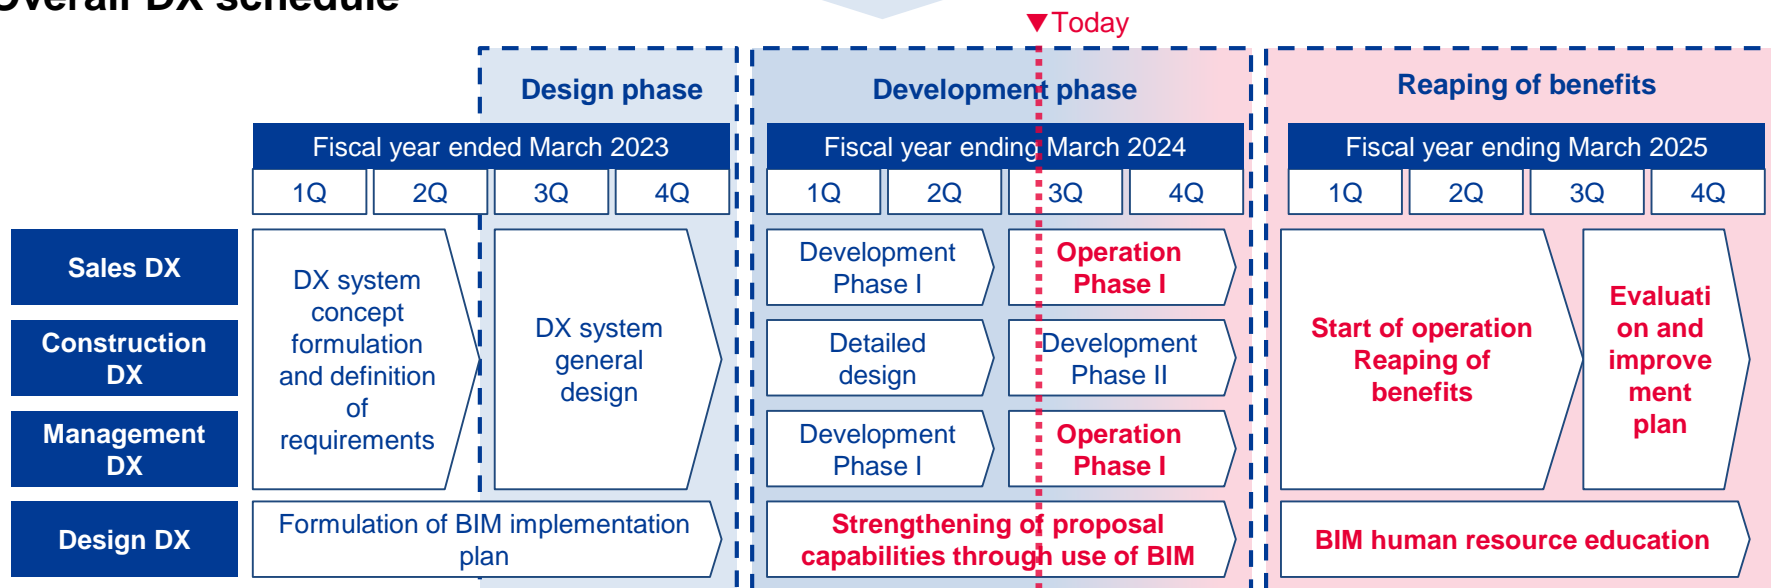 Overall DX schedule
▼Today
Design phase
Development phase
Reaping of benefits
Fiscal year ended March 2023
Fiscal year ending March 2024
Fiscal year ending March 2025
1Q
2Q
3Q
4Q
1Q
2Q
3Q
4Q
1Q
2Q
3Q
4Q
Sales DX
Construction
DX
Management
DX
DX system
concept
formulation
and definition
of
requirements
DX system
general
design
Development
Phase I
Operation
Phase I
Detailed
design
Development
Phase II
Development
Phase I
Operation
Phase I
Start of operation
Reaping of
benefits
Evaluati
on and
improve
ment
plan
Design DX
Formulation of BIM implementation
plan
Strengthening of proposal
capabilities through use of BIM
BIM human resource education